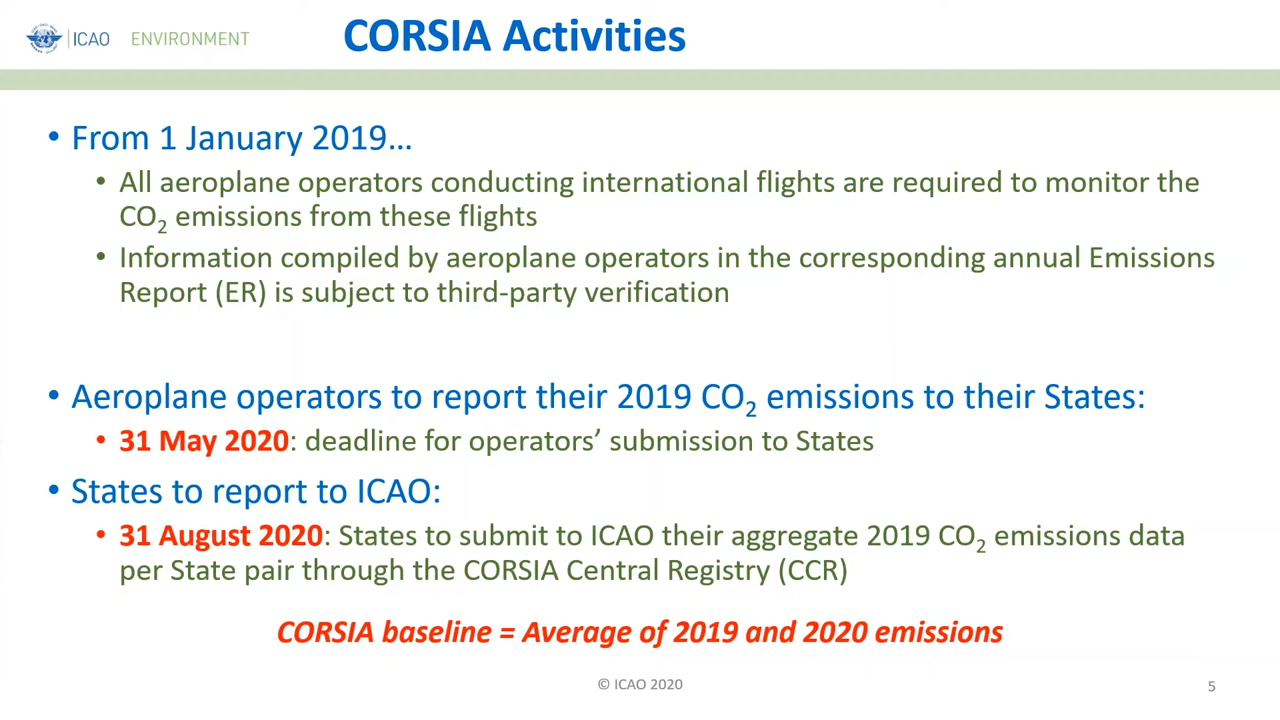 ICAO ENVIRONMENT
CORSIA Activities
• From 1 January 2019…
• All aeroplane operators conducting international flights are required to monitor the
CO₂ emissions from these flights
• Information compiled by aeroplane operators in the corresponding annual Emissions
Report (ER) is subject to third-party verification
• Aeroplane operators to report their 2019 CO₂ emissions to their States:
• 31 May 2020: deadline for operators’ submission to States
• States to report to ICAO:
• 31 August 2020: States to submit to ICAO their aggregate 2019 CO₂ emissions data
per State pair through the CORSIA Central Registry (CCR)
CORSIA baseline = Average of 2019 and 2020 emissions
© ICAO 2020
5